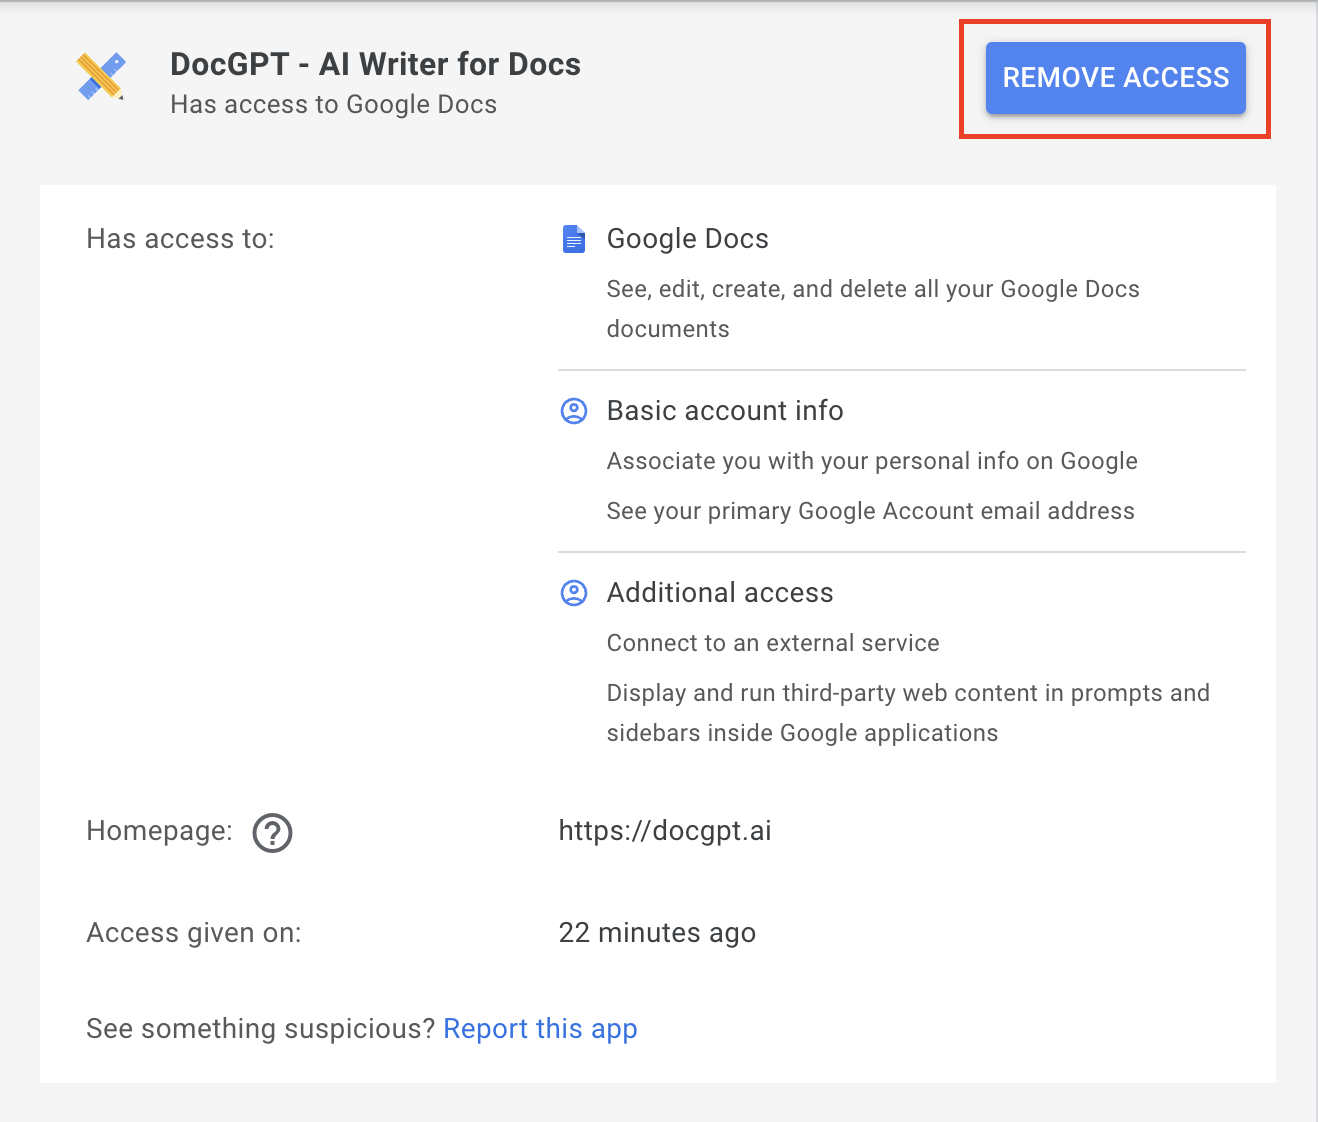 DocGPT - AI Writer for Docs
Has access to Google Docs
REMOVE ACCESS
Has access to:
Google Docs
See, edit, create, and delete all your Google Docs
documents
Basic account info
Associate you with your personal info on Google
See your primary Google Account email address
Additional access
Connect to an external service
Display and run third-party web content in prompts and
sidebars inside Google applications
Homepage: ?
https://docgpt.ai
Access given on:
22 minutes ago
See something suspicious? Report this app